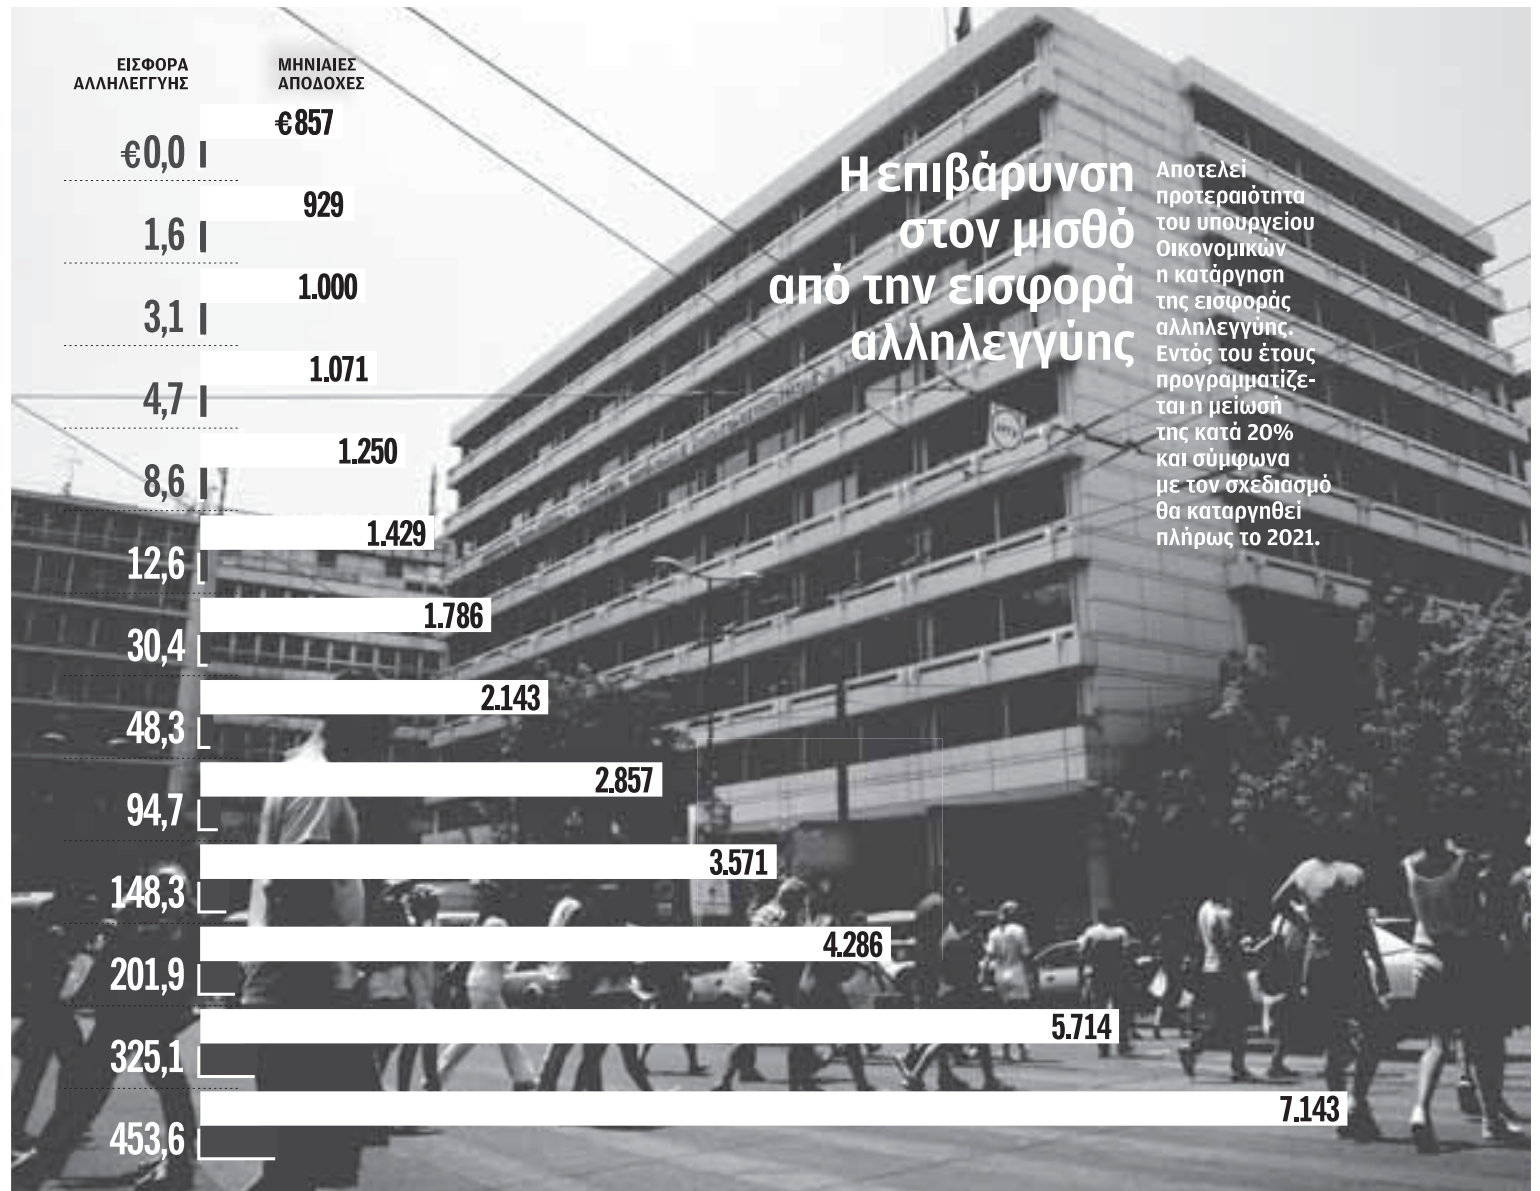 ΕΙΣΦΟΡΑ
ΑΛΛΗΛΕΓΓΥΗΣ
ΜΗΝΙΑΙΕΣ
ΑΠΟΔΟΧΕΣ
€857
€0,0
929
1,6
1.000
3,1
1.071
4,7
1.250
8,6
1.429
12,6
1.786
30,4
2.143
48,3
2.857
94,7
3.571
148,3
4.286
201,9
5.714
325,1
7.143
453,6
Η επιβάρυνση
στον μισθό
από την εισφορά
αλληλεγγύης
Αποτελεί
προτεραιότητα
του υπουργείου
Οικονομικών
η κατάργηση
της εισφοράς
αλληλεγγύης.
Εντός του έτους
προγραμματίζε-
ται η μείωσή
της κατά 20%
και σύμφωνα
με τον σχεδιασμό
θα καταργηθεί
πλήρως το 2021.